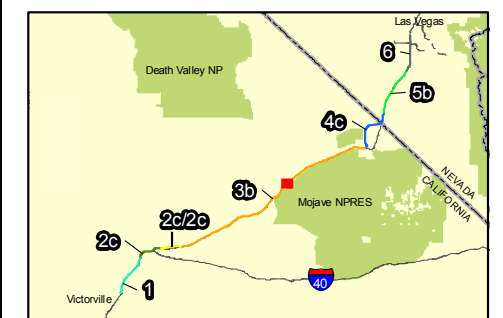 Las Vegas
6
Death Valley NP
5b
4c
NEVADA
CALIFORNIA
3b
Mojave NPRES
2c/2c
2c
40
1
Victorville